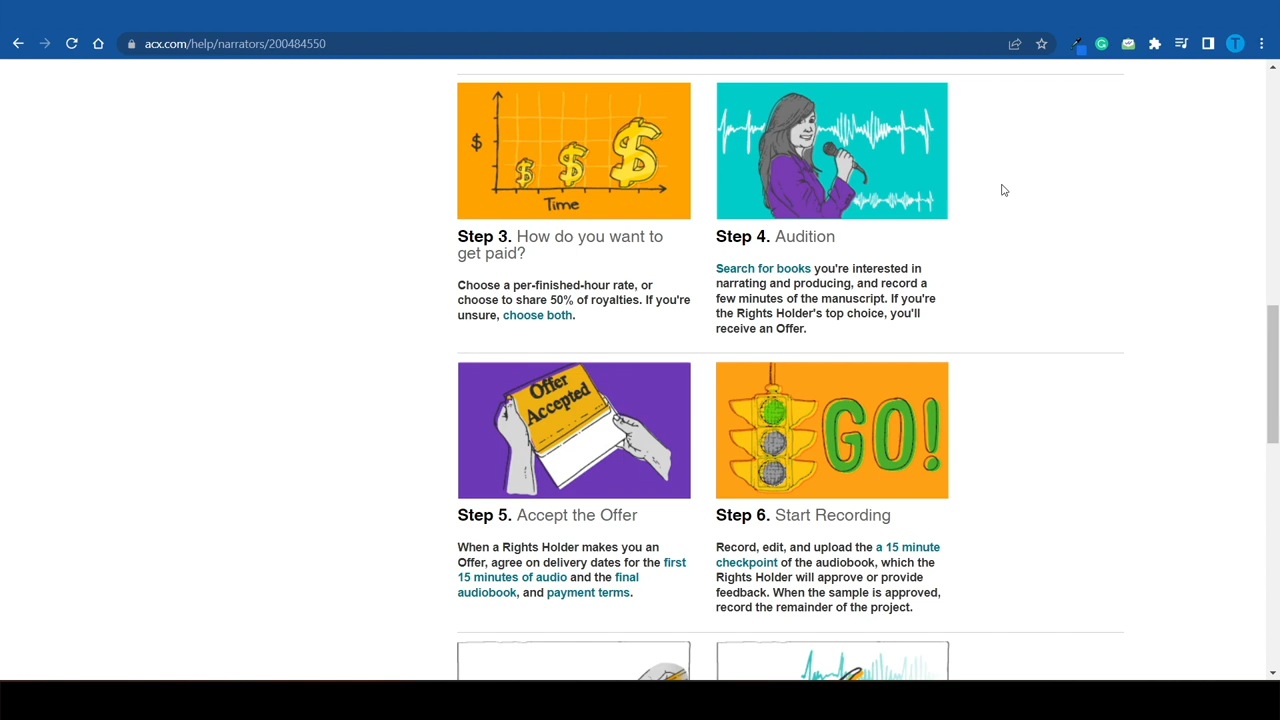 acx.com/help/narrators/200484550
T
$
$ $ $
Time
Step 3. How do you want to
get paid?
Choose a per-finished-hour rate, or
choose to share 50% of royalties. If you're
unsure, choose both.
Step 4. Audition
Search for books you're interested in
narrating and producing, and record a
few minutes of the manuscript. If you're
the Rights Holder's top choice, you'll
receive an Offer.
Offer
Accepted
Step 5. Accept the Offer
When a Rights Holder makes you an
Offer, agree on delivery dates for the first
15 minutes of audio and the final
audiobook, and payment terms.
GO!
Step 6. Start Recording
Record, edit, and upload the a 15 minute
checkpoint of the audiobook, which the
Rights Holder will approve or provide
feedback. When the sample is approved,
record the remainder of the project.